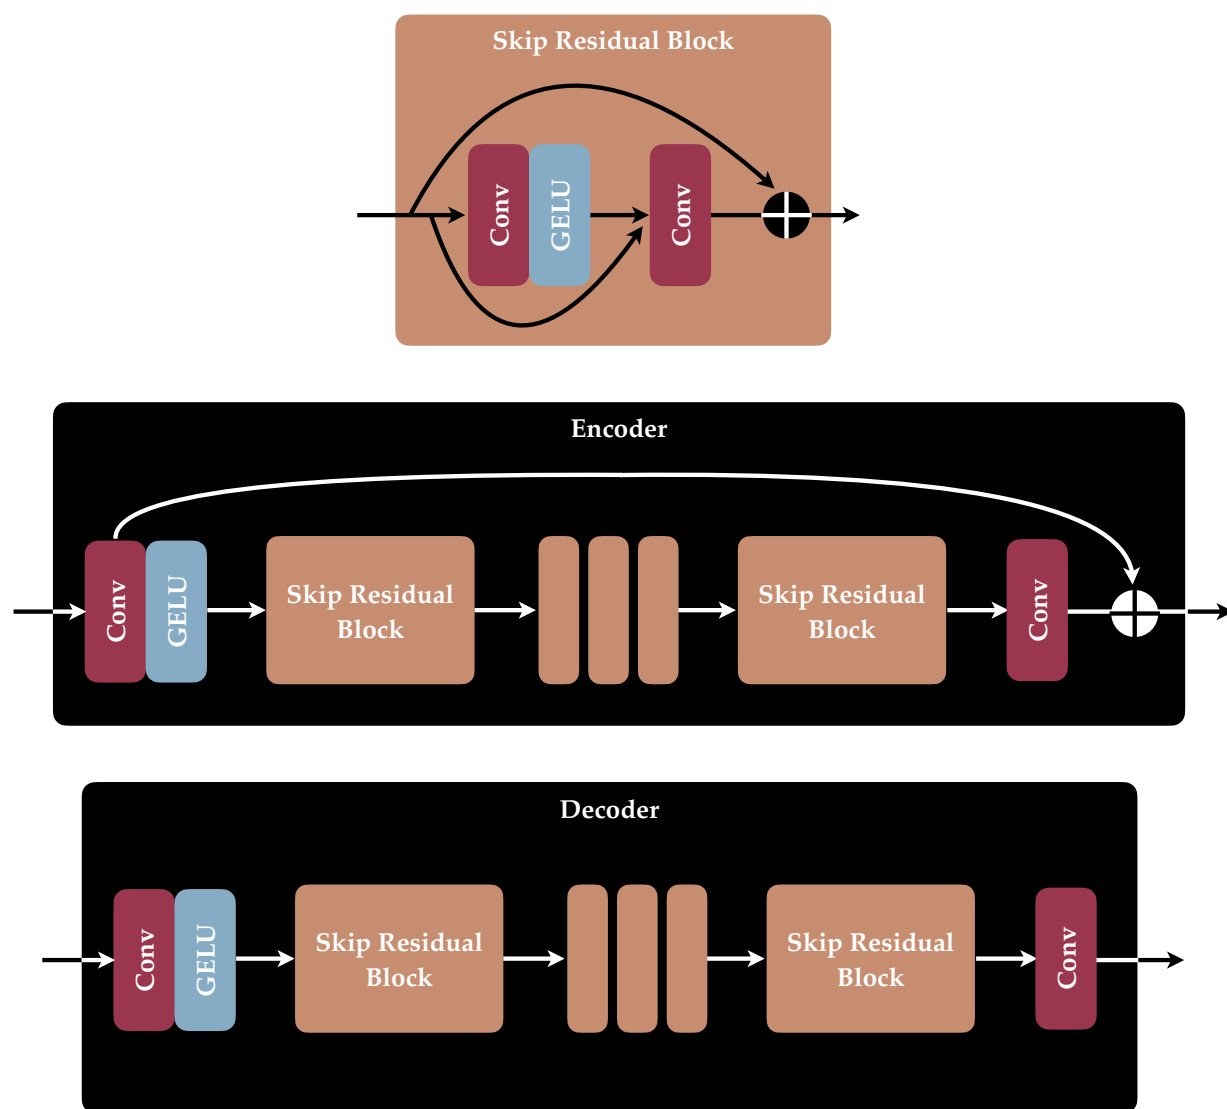 Skip Residual Block
Conv
GELU
Conv
Encoder
Conv
GELU
Skip Residual
Block
Skip Residual
Block
Conv
Decoder
Conv
GELU
Skip Residual
Block
Skip Residual
Block
Conv